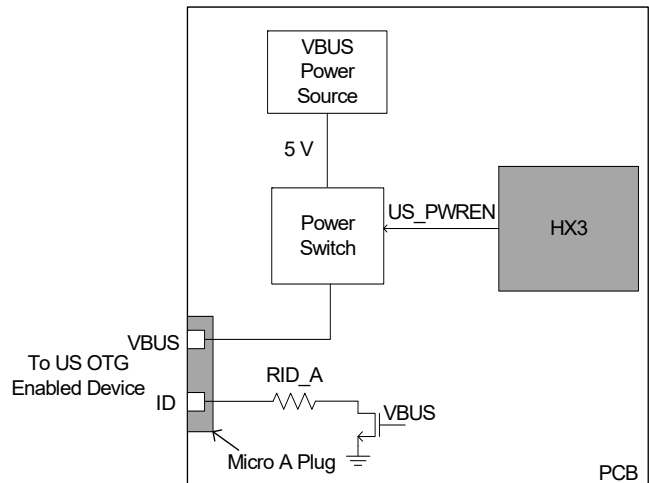 VBUS
Power
Source
5 V
US_PWREN
HX3
Power
Switch
VBUS
To US OTG
Enabled Device
RID_A
ID
VBUS
Micro A Plug
PCB